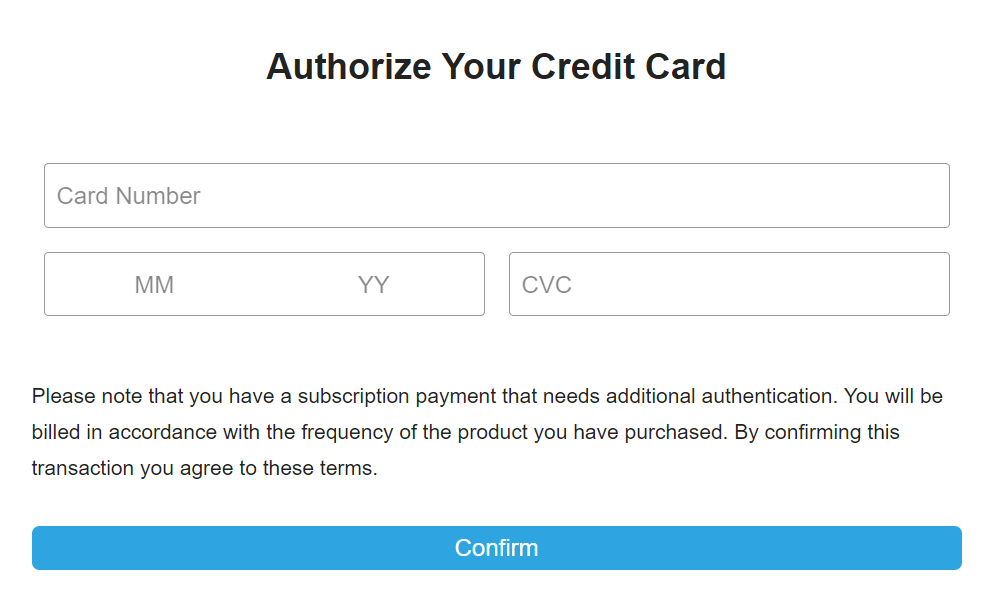 Authorize Your Credit Card
Card Number
MM YY CVC
Please note that you have a subscription payment that needs additional authentication. You will be
billed in accordance with the frequency of the product you have purchased. By confirming this
transaction you agree to these terms.
Confirm